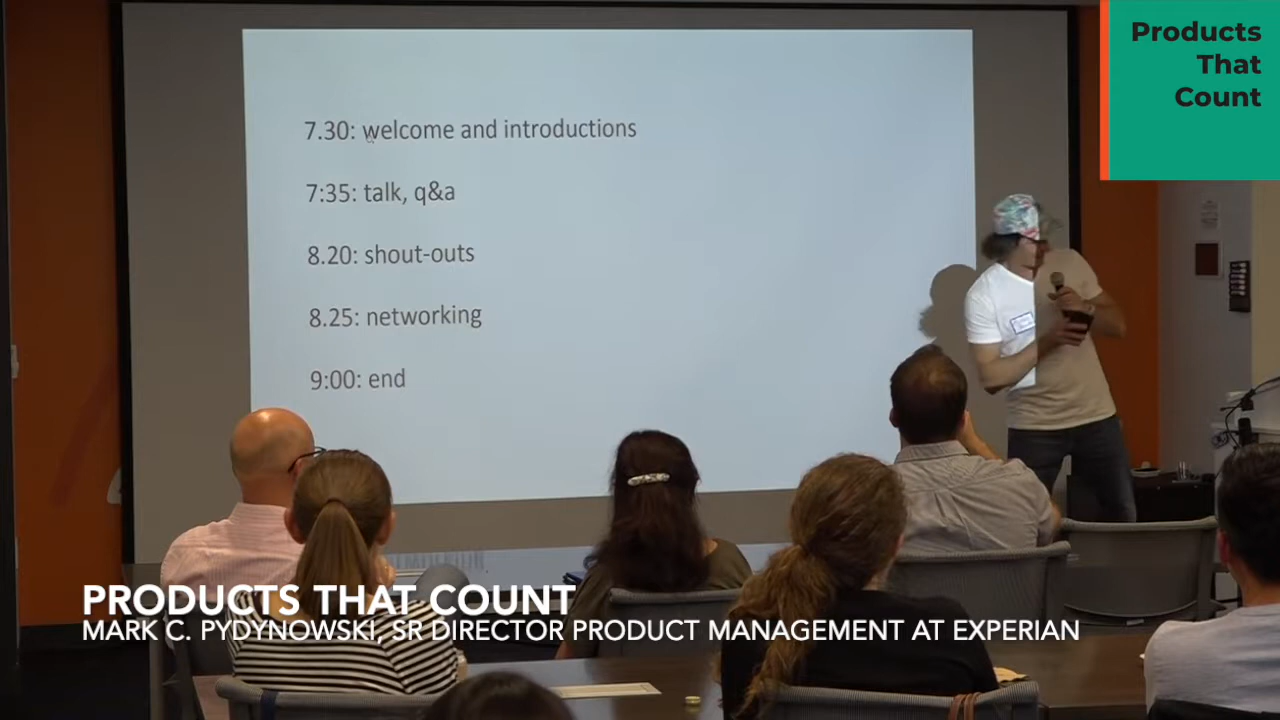 Products
That
Count
7.30: welcome and introductions
7:35: talk, q&a
8.20: shout-outs
8.25: networking
9:00: end
PRODUCTS THAT COUNT
MARK C. PYDYNOWSKI, SR DIRECTOR PRODUCT MANAGEMENT AT EXPERIAN